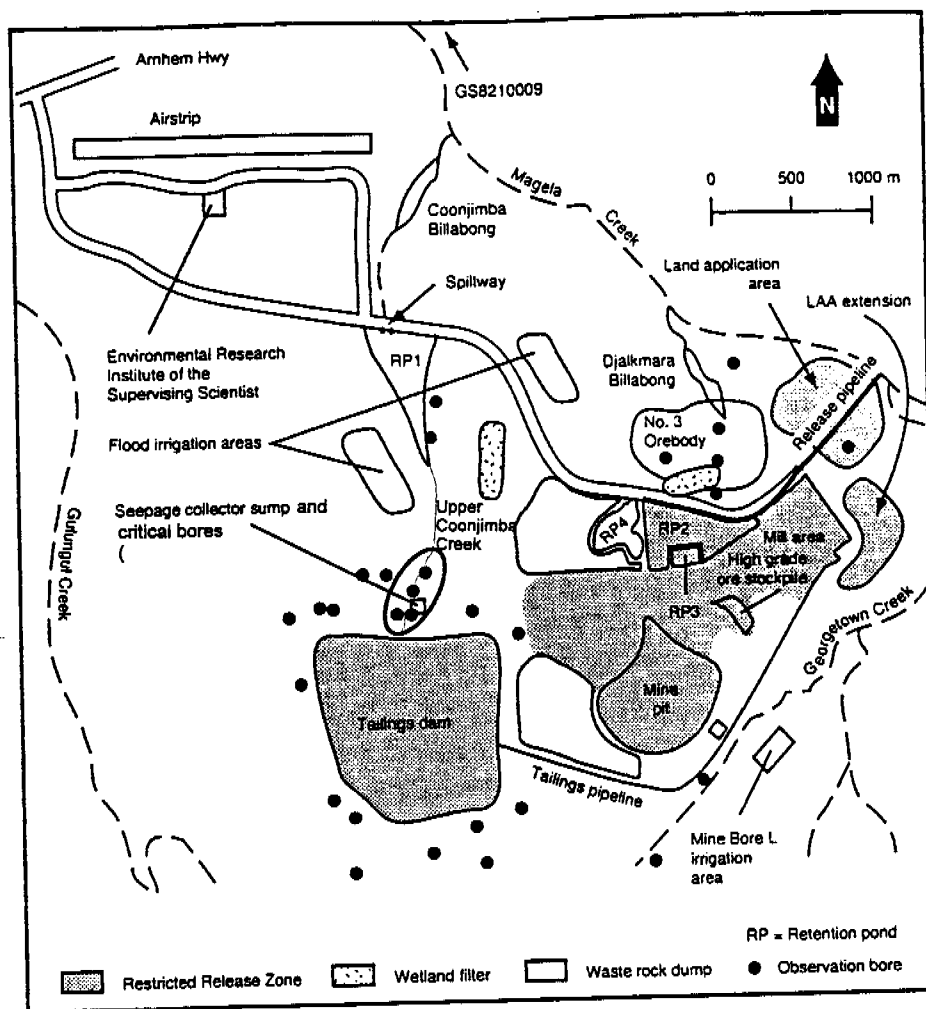 Arnhem Hwy
GS8210009
Airstrip
N
0 500 1000 m
Magela
Creek
Coonjimba
Billabong
Land application
area
LAA extension
Spillway
Environmental Research
Institute of the
Supervising Scientist
RP1
Djalkmara
Billabong
Release pipeline
Flood irrigation areas
No. 3
Orebody
Seepage collector sump and
critical bores
(
Upper
Coonjimba
Creek
RP4
RP2
Mill area
High grade
ore stockpile
RP3
Gulungul Creek
Georgetown Creek
Tailings dam
Mine
pit
Tailings pipeline
Mine Bore L
irrigation
area
RP = Retention pond
Restricted Release Zone
Wetland filter
Waste rock dump
Observation bore